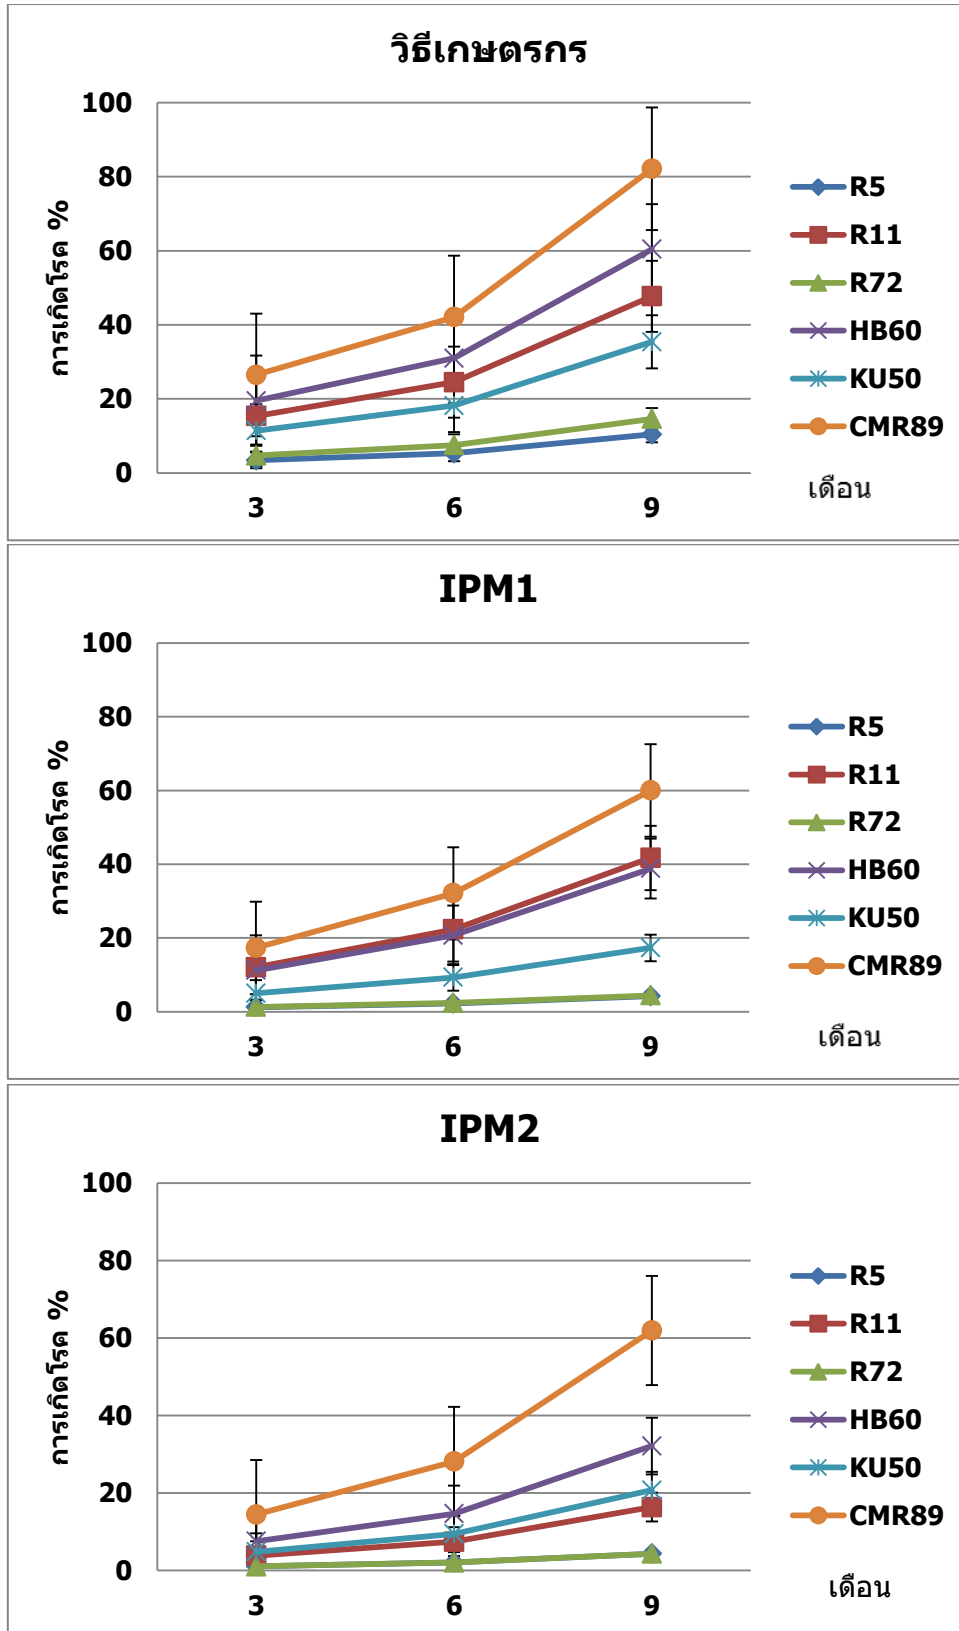 วิธีเกษตรกร
การเกิดโรค %
100
80
60
40
20
0
3 6 9
เดือน
R5
R11
R72
HB60
KU50
CMR89
IPM1
การเกิดโรค %
100
80
60
40
20
0
3 6 9
เดือน
R5
R11
R72
HB60
KU50
CMR89
IPM2
การเกิดโรค %
100
80
60
40
20
0
3 6 9
เดือน
R5
R11
R72
HB60
KU50
CMR89